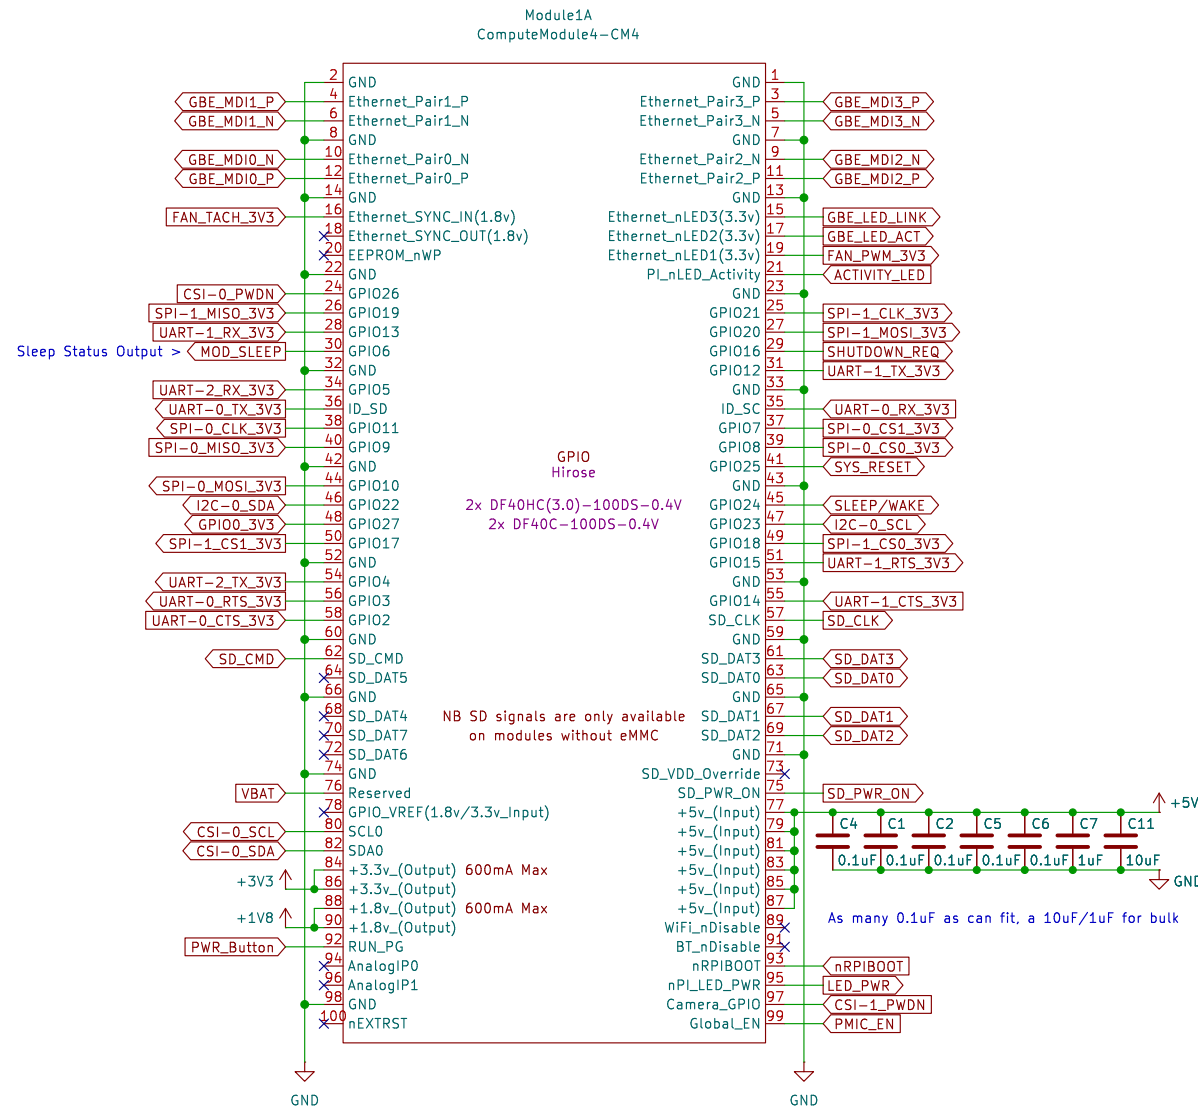 Module1A
ComputeModule4-CM4
2 GND GND 1
GBE_MDI1_P 4 Ethernet_Pair1_P Ethernet_Pair3_P 3 GBE_MDI3_P
GBE_MDI1_N 6 Ethernet_Pair1_N Ethernet_Pair3_N 5 GBE_MDI3_N
8 GND GND 7
GBE_MDI0_N 10 Ethernet_Pair0_N Ethernet_Pair2_N 9 GBE_MDI2_N
GBE_MDI0_P 12 Ethernet_Pair0_P Ethernet_Pair2_P 11 GBE_MDI2_P
14 GND GND 13
FAN_TACH_3V3 16 Ethernet_SYNC_IN(1.8v) Ethernet_nLED3(3.3v) 15 GBE_LED_LINK
18 Ethernet_SYNC_OUT(1.8v) Ethernet_nLED2(3.3v) 17 GBE_LED_ACT
20 EEPROM_nWP Ethernet_nLED1(3.3v) 19 FAN_PWM_3V3
22 GND PI_nLED_Activity 21 ACTIVITY_LED
CSI-0_PWDN 24 GPIO26 GND 23
SPI-1_MISO_3V3 26 GPIO19 GPIO21 25 SPI-1_CLK_3V3
UART-1_RX_3V3 28 GPIO13 GPIO20 27 SPI-1_MOSI_3V3
Sleep Status Output > MOD_SLEEP 30 GPIO6 GPIO16 29 SHUTDOWN_REQ
32 GND GPIO12 31 UART-1_TX_3V3
UART-2_RX_3V3 34 GPIO5 GND 33
UART-0_TX_3V3 36 ID_SD ID_SC 35 UART-0_RX_3V3
SPI-0_CLK_3V3 38 GPIO11 GPIO7 37 SPI-0_CS1_3V3
SPI-0_MISO_3V3 40 GPIO9 GPIO8 39 SPI-0_CS0_3V3
GPIO
42 GND GPIO25 41 SYS_RESET
Hirose
SPI-0_MOSI_3V3 44 GPIO10 GND 43
I2C-0_SDA 46 GPIO22 2x DF40HC(3.0)-100DS-0.4V GPIO24 45 SLEEP/WAKE
GPIO0_3V3 48 GPIO27 2x DF40C-100DS-0.4V GPIO23 47 I2C-0_SCL
SPI-1_CS1_3V3 50 GPIO17 GPIO18 49 SPI-1_CS0_3V3
52 GND GPIO15 51 UART-1_RTS_3V3
UART-2_TX_3V3 54 GPIO4 GND 53
UART-0_RTS_3V3 56 GPIO3 GPIO14 55 UART-1_CTS_3V3
UART-0_CTS_3V3 58 GPIO2 SD_CLK 57 SD_CLK
60 GND GND 59
SD_CMD 62 SD_CMD SD_DAT3 61 SD_DAT3
64 SD_DAT5 SD_DAT0 63 SD_DAT0
66 GND GND 65
68 SD_DAT4 NB SD signals are only available SD_DAT1 67 SD_DAT1
70 SD_DAT7 on modules without eMMC SD_DAT2 69 SD_DAT2
72 SD_DAT6 GND 71
74 GND SD_VDD_Override 73
VBAT 76 Reserved SD_PWR_ON 75 SD_PWR_ON
78 GPIO_VREF(1.8v/3.3v_Input) +5v_(Input) 77 +5V
CSI-0_SCL 80 SCL0 +5v_(Input) 79 C4 C1 C2 C5 C6 C7 C11
CSI-0_SDA 82 SDA0 +5v_(Input) 81 0.1uF 0.1uF 0.1uF 0.1uF 0.1uF 1uF 10uF
84 +3.3v_(Output) 600mA Max +5v_(Input) 83
+3V3 86 +3.3v_(Output) +5v_(Input) 85 GND
88 +1.8v_(Output) 600mA Max +5v_(Input) 87
+1V8 90 +1.8v_(Output) WiFi_nDisable 89 As many 0.1uF as can fit, a 10uF/1uF for bulk
PWR_Button 92 RUN_PG BT_nDisable 91
94 AnalogIP0 nRPIBOOT 93 nRPIBOOT
96 AnalogIP1 nPI_LED_PWR 95 LED_PWR
98 GND Camera_GPIO 97 CSI-1_PWDN
100 nEXTRST Global_EN 99 PMIC_EN
GND GND